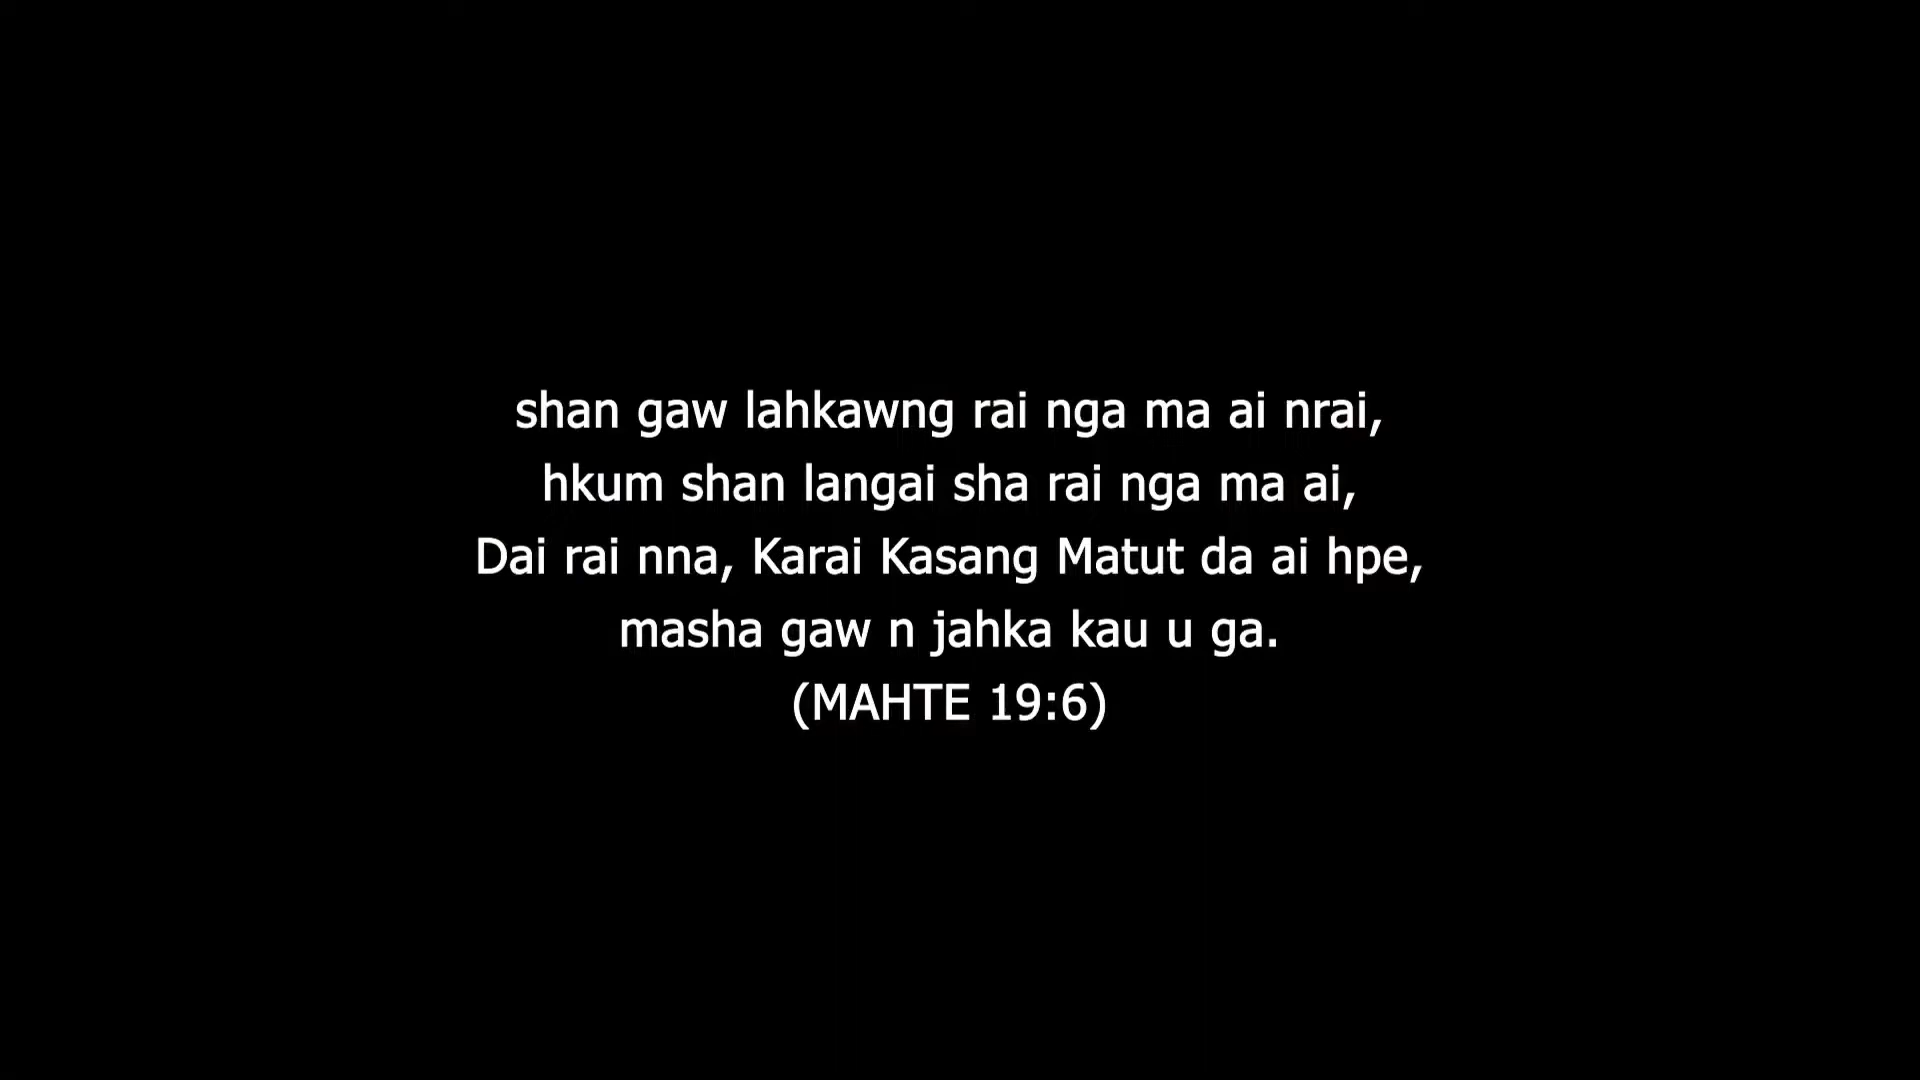 shan gaw lahkawng rai nga ma ai nrai,
hkum shan langai sha rai nga ma ai,
Dai rai nna, Karai Kasang Matut da ai hpe,
masha gaw n jahka kau u ga.
(MAHTE 19:6)